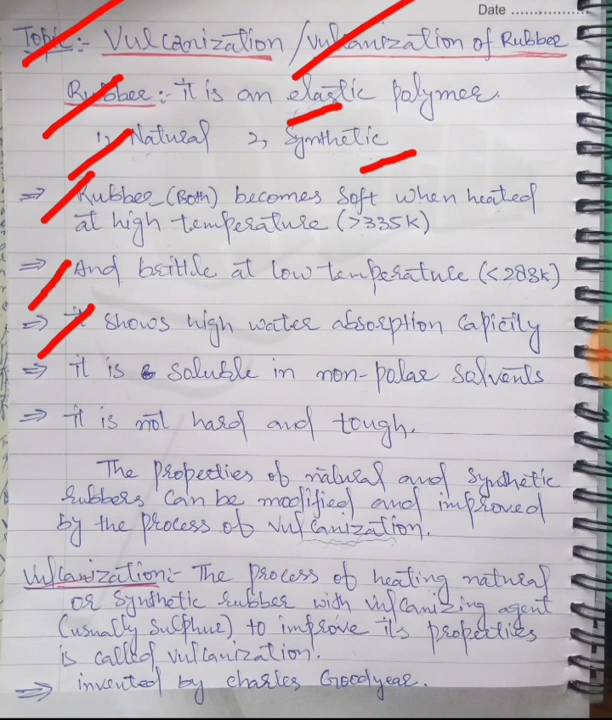 Date ..............
Topic:- Vulcanization /Vulcanization of Rubber
Rubber:- it is an elastic polymer.
1, Natural 2, Synthetic
⇒ Rubber (Both) becomes Soft when heated
at high temperature (>335K)
⇒ And brittle at low temperature (<283K)
⇒ it shows high water absorption capicity
⇒ it is soluble in non-polar solvents
⇒ it is not hard and tough.
The properties of natural and synthetic
rubbers can be modified and improved
by the process of vulcanization.
Vulcanization:- The process of heating natural
or synthetic rubber with vulcanizing agent
(usually sulphur) to improve its properties
is called vulcanization.
⇒ invented by charles Goodyear.